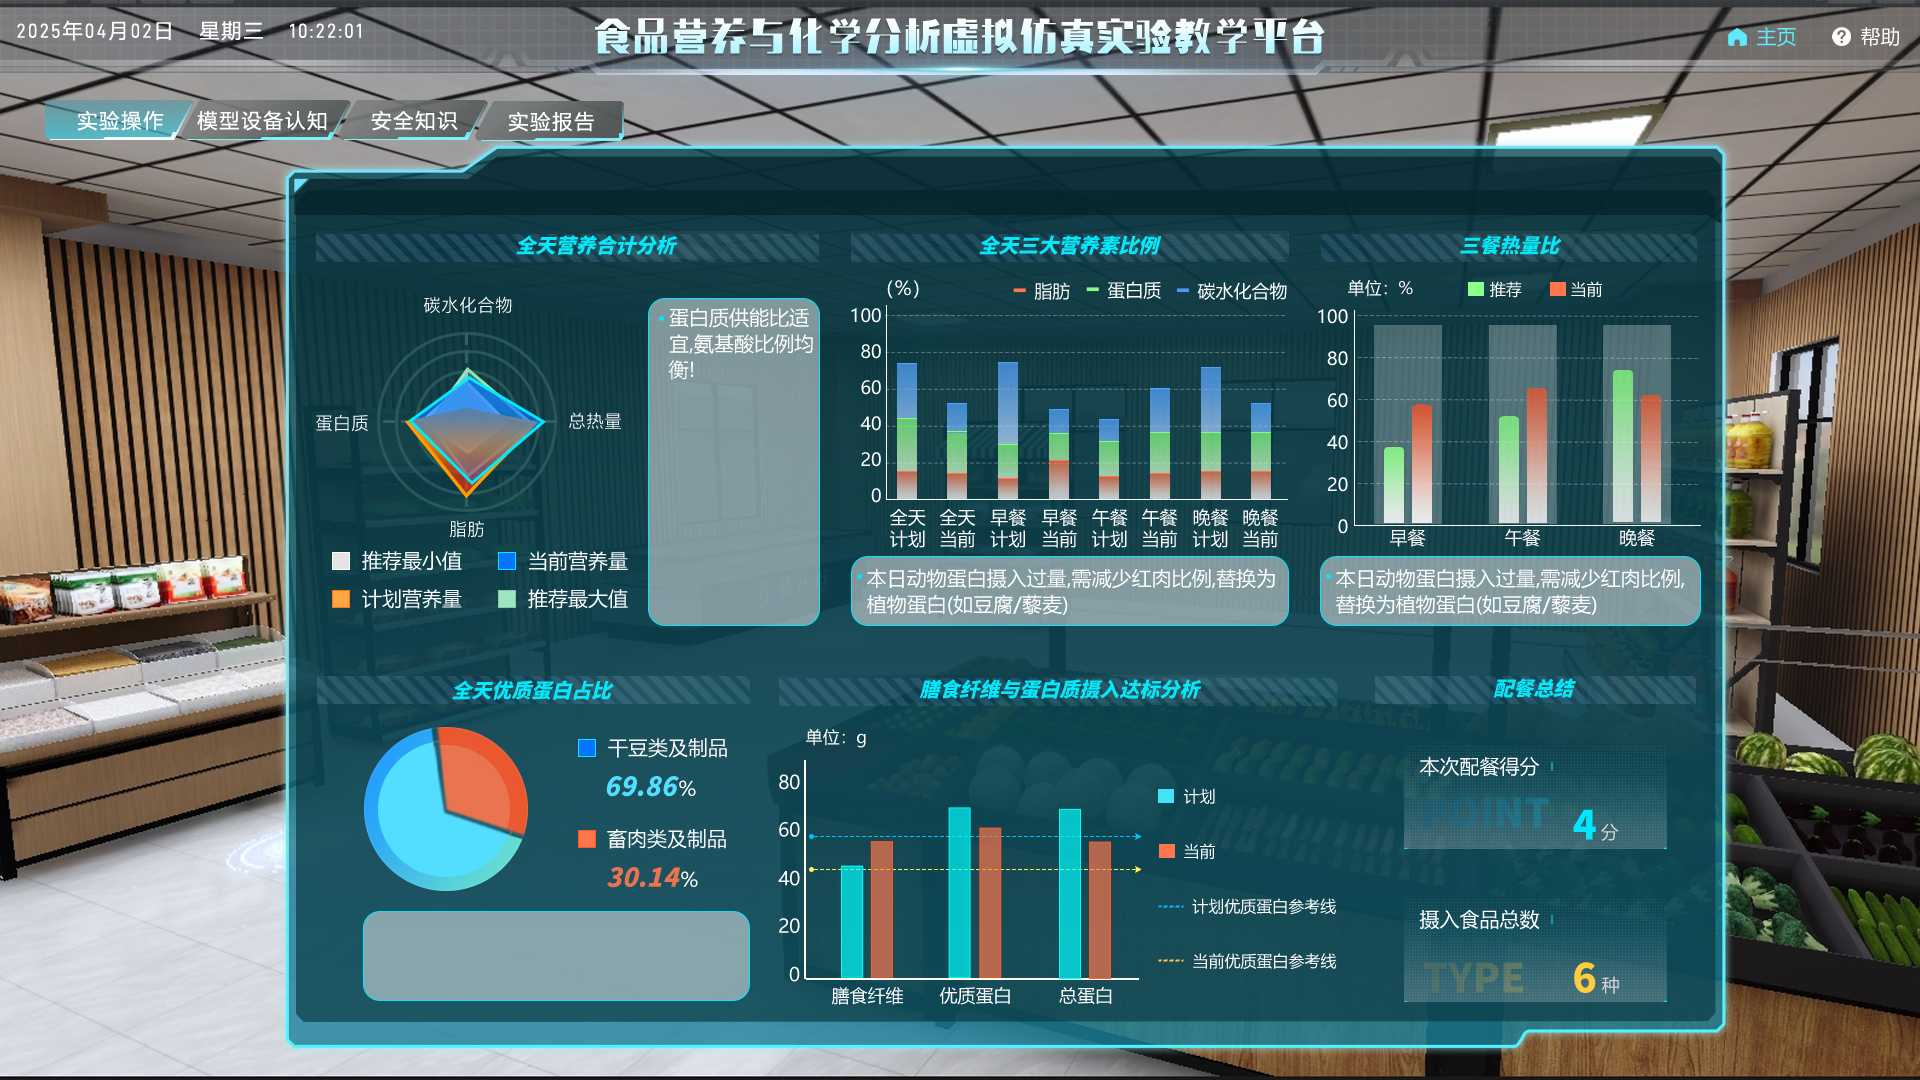 2025年04月02日 星期三 10:22:01
食品营养与化学分析虚拟仿真实验教学平台
主页
帮助
实验操作
模型设备认知
安全知识
实验报告
全天营养合计分析
碳水化合物
蛋白质
总热量
脂肪
推荐最小值
当前营养量
计划营养量
推荐最大值
蛋白质供能比适
宜,氨基酸比例均
衡!
全天三大营养素比例
(%)
脂肪
蛋白质
碳水化合物
100
80
60
40
20
0
全天
计划
全天
当前
早餐
计划
早餐
当前
午餐
计划
午餐
当前
晚餐
计划
晚餐
当前
本日动物蛋白摄入过量,需减少红肉比例,替换为
植物蛋白(如豆腐/藜麦)
三餐热量比
单位：%
推荐
当前
100
80
60
40
20
0
早餐
午餐
晚餐
本日动物蛋白摄入过量,需减少红肉比例,
替换为植物蛋白(如豆腐/藜麦)
全天优质蛋白占比
干豆类及制品
69.86%
畜肉类及制品
30.14%
膳食纤维与蛋白质摄入达标分析
单位：g
80
60
40
20
0
膳食纤维
优质蛋白
总蛋白
计划
当前
计划优质蛋白参考线
当前优质蛋白参考线
配餐总结
本次配餐得分
POINT
4分
摄入食品总数
TYPE
6种